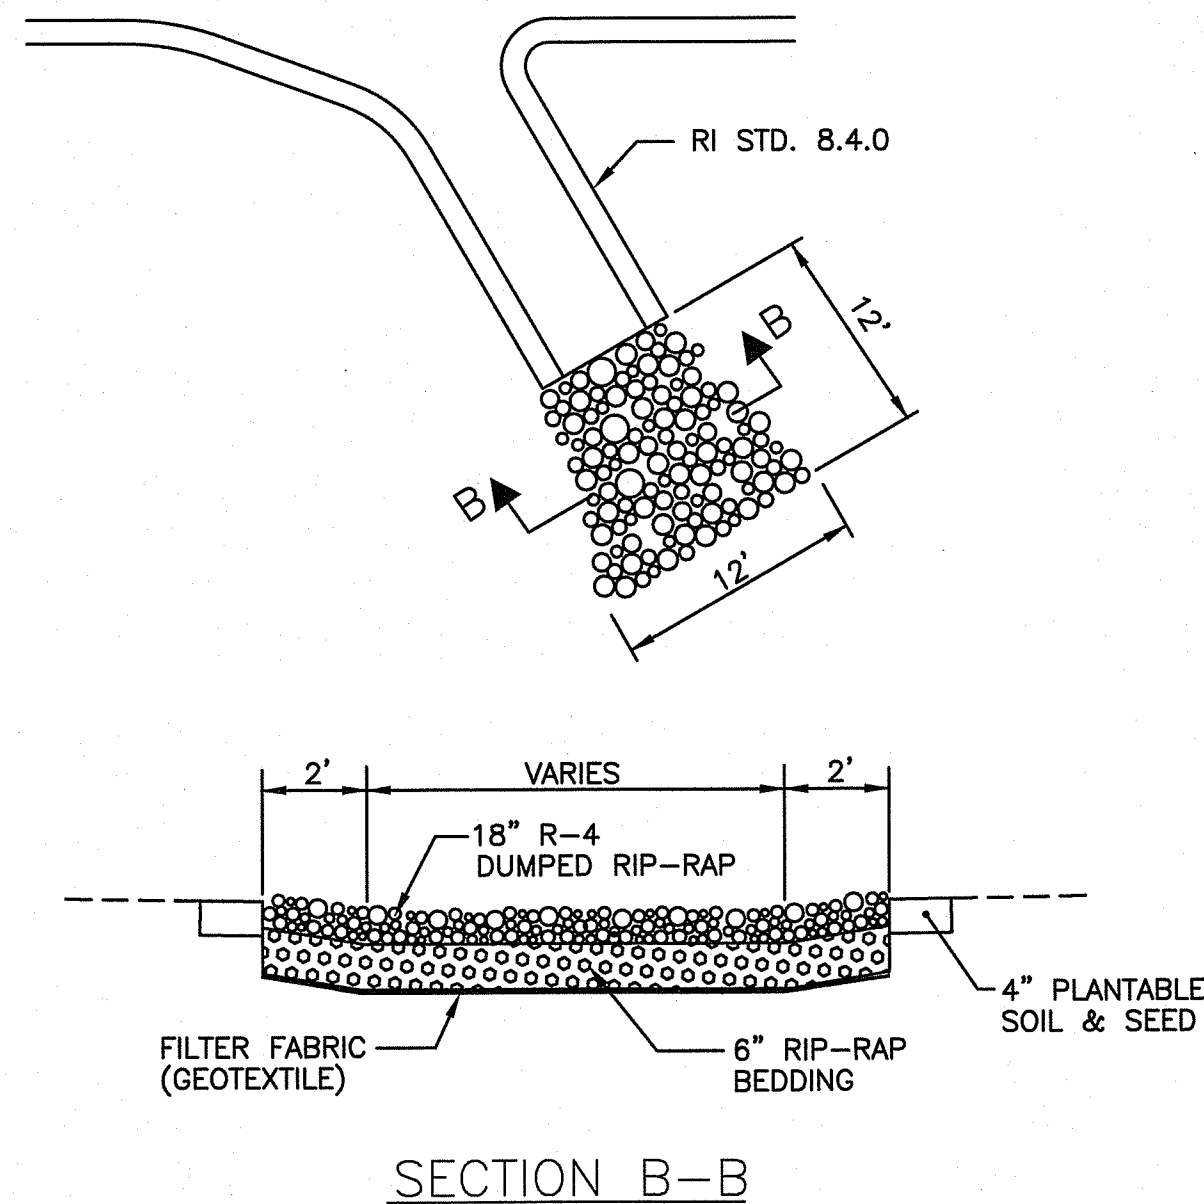 RI STD. 8.4.0
12'
B
B
12'
2'
VARIES
2'
18” R-4
DUMPED RIP-RAP
4” PLANTABLE
SOIL & SEED
FILTER FABRIC
(GEOTEXTILE)
6” RIP-RAP
BEDDING
SECTION B-B